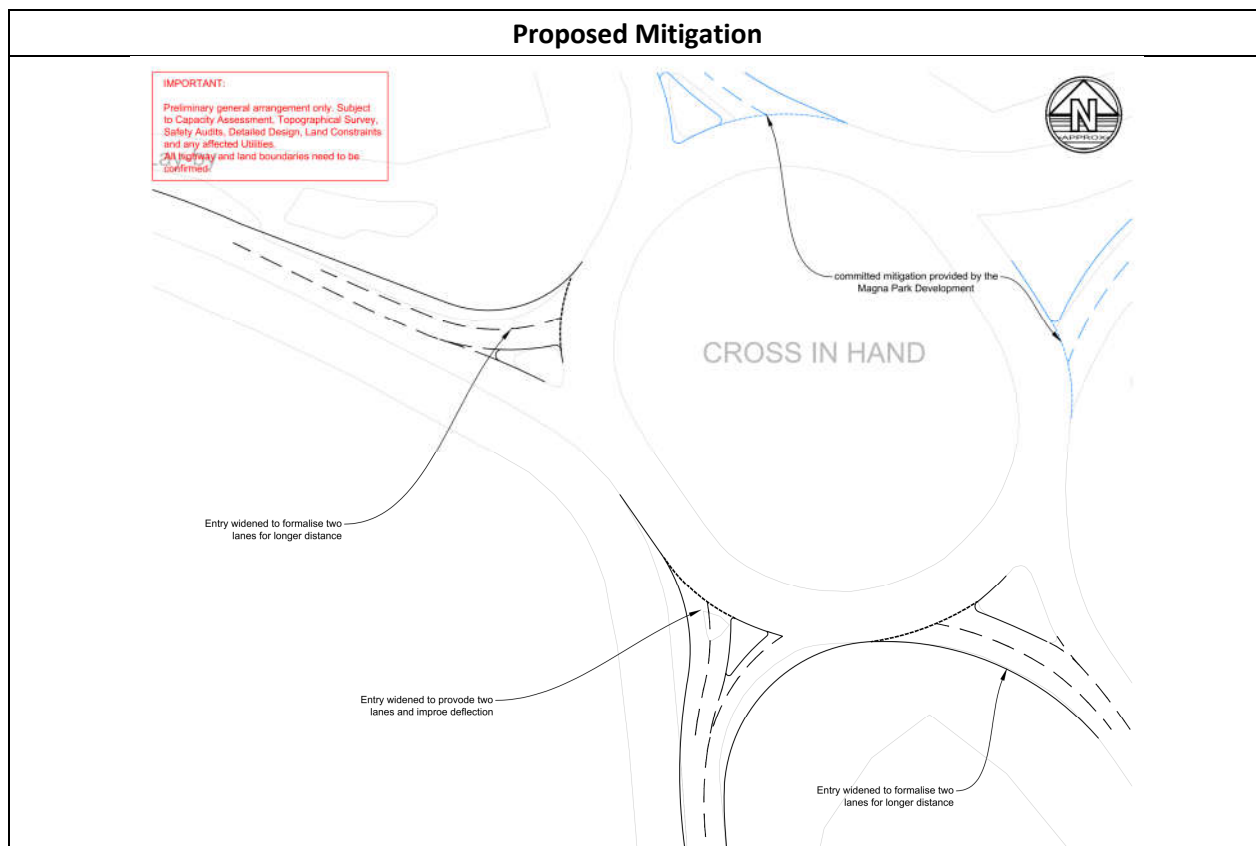 Proposed Mitigation
IMPORTANT:
Preliminary general arrangement only. Subject
to Capacity Assessment, Topographical Survey,
Safety Audits, Detailed Design, Land Constraints
and any affected Utilities.
All highway and land boundaries need to be
confirmed.
Lay-by
N
APPROX
committed mitigation provided by the
Magna Park Development
CROSS IN HAND
Entry widened to formalise two
lanes for longer distance
Entry widened to provode two
lanes and improe deflection
Entry widened to formalise two
lanes for longer distance